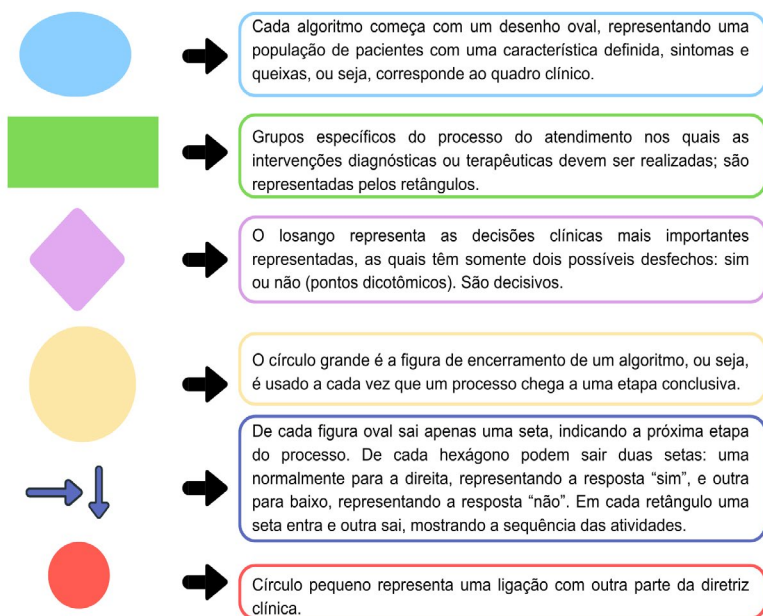 Cada algoritmo começa com um desenho oval, representando uma
população de pacientes com uma característica definida, sintomas e
queixas, ou seja, corresponde ao quadro clínico.
Grupos específicos do processo do atendimento nos quais as
intervenções diagnósticas ou terapêuticas devem ser realizadas; são
representadas pelos retângulos.
O losango representa as decisões clínicas mais importantes
representadas, as quais têm somente dois possíveis desfechos: sim
ou não (pontos dicotômicos). São decisivos.
O círculo grande é a figura de encerramento de um algoritmo, ou seja,
é usado a cada vez que um processo chega a uma etapa conclusiva.
De cada figura oval sai apenas uma seta, indicando a próxima etapa
do processo. De cada hexágono podem sair duas setas: uma
normalmente para a direita, representando a resposta “sim”, e outra
para baixo, representando a resposta “não”. Em cada retângulo uma
seta entra e outra sai, mostrando a sequência das atividades.
Círculo pequeno representa uma ligação com outra parte da diretriz
clínica.